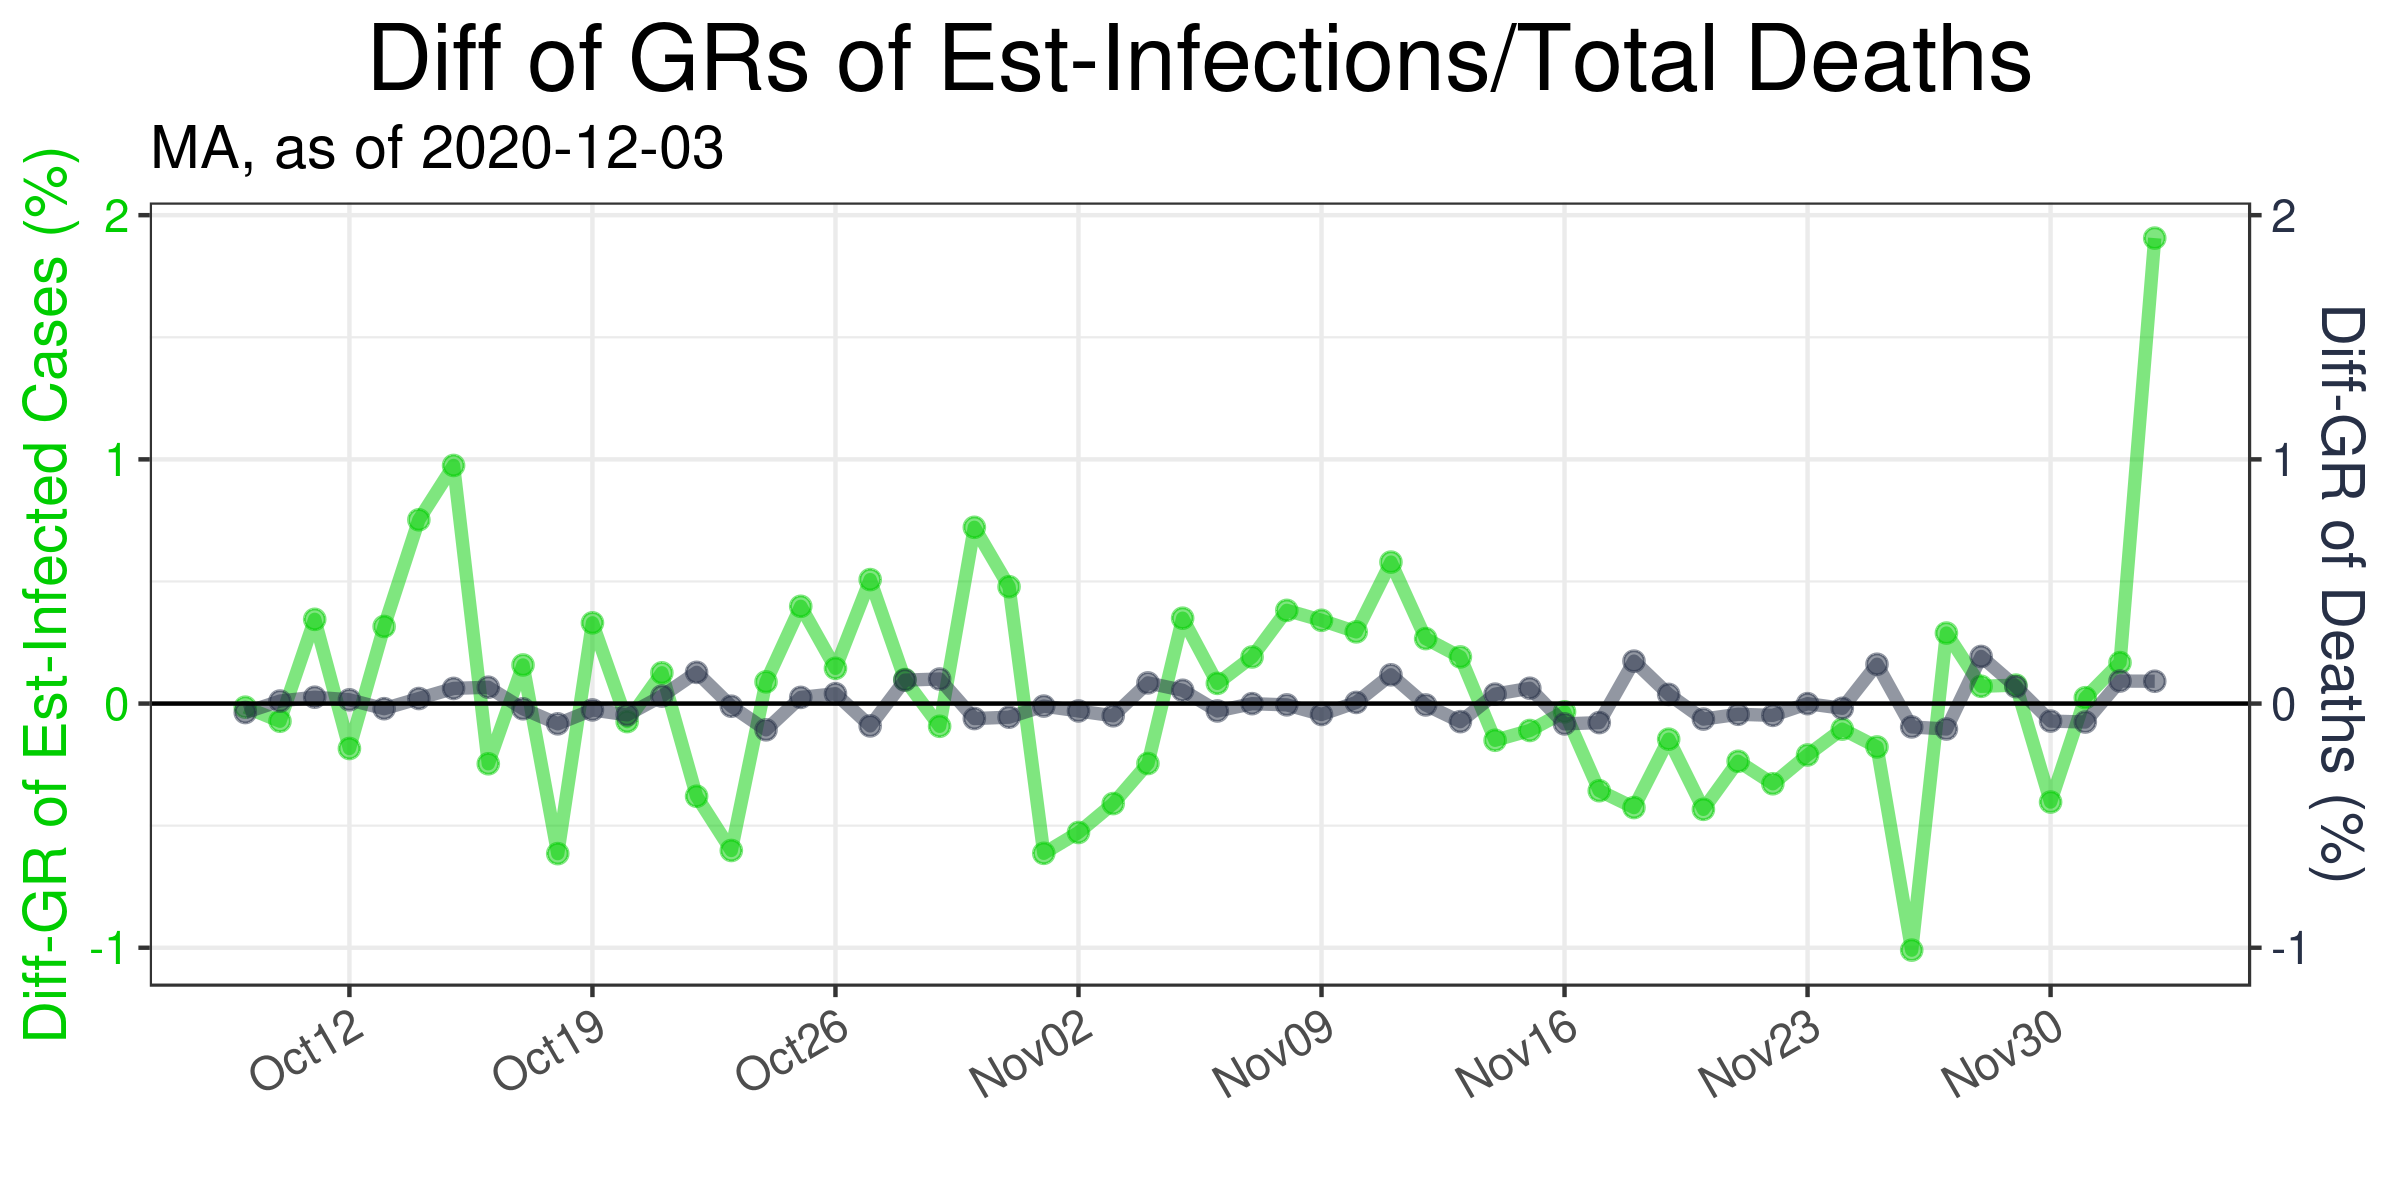 Diff of GRs of Est-Infections/Total Deaths
MA, as of 2020-12-03
Diff-GR of Est-Infected Cases (%)
2
1
0
-1
2
1
0
-1
Diff-GR of Deaths (%)
Oct12
Oct19
Oct26
Nov02
Nov09
Nov16
Nov23
Nov30